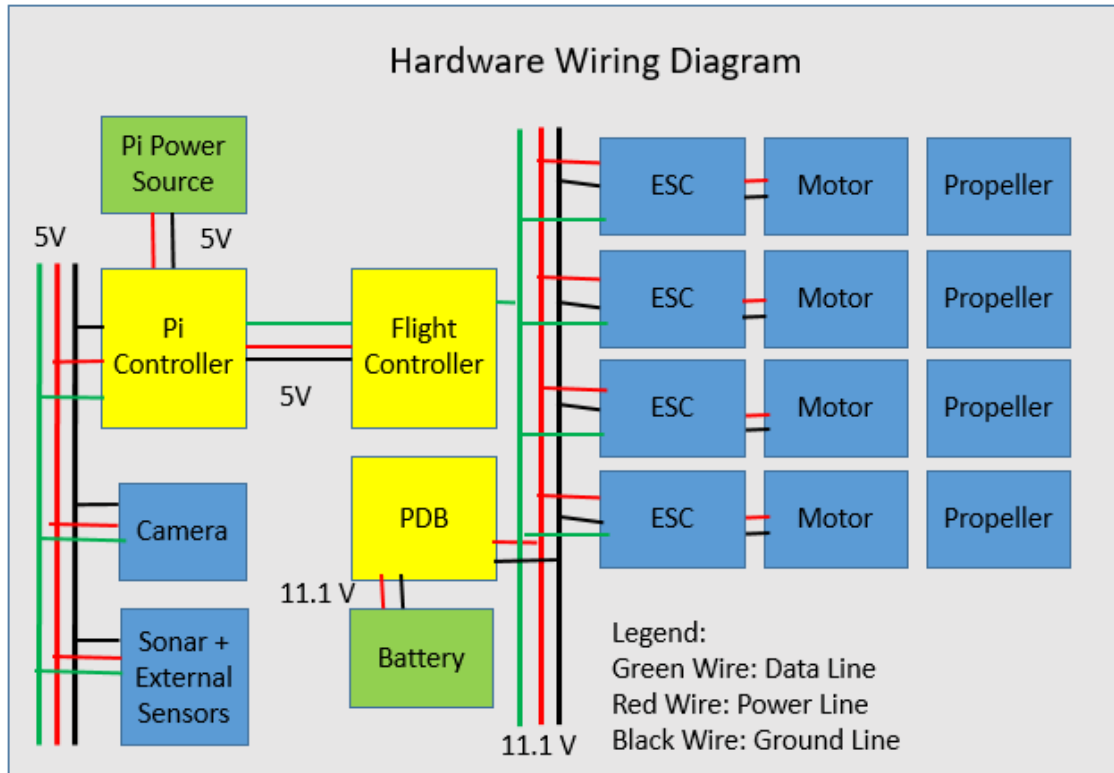 Hardware Wiring Diagram
Pi Power
Source
5V
5V
Pi
Controller
5V
Flight
Controller
Camera
Sonar +
External
Sensors
PDB
11.1 V
Battery
ESC
Motor
Propeller
ESC
Motor
Propeller
ESC
Motor
Propeller
ESC
Motor
Propeller
11.1 V
Legend:
Green Wire: Data Line
Red Wire: Power Line
Black Wire: Ground Line